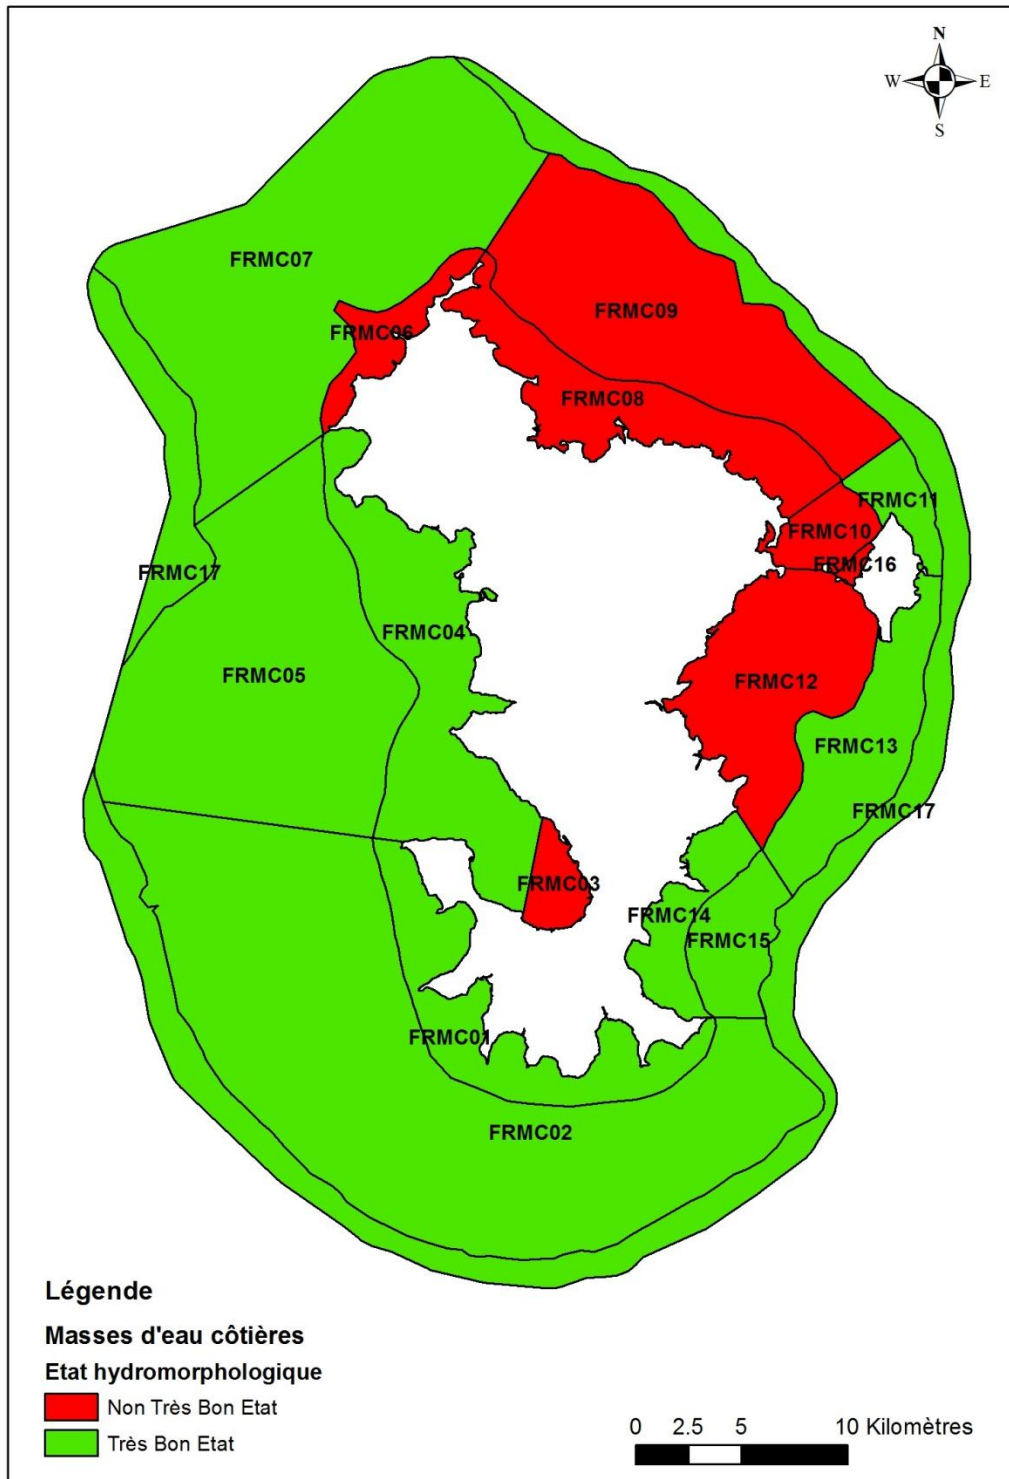 N
W E
S
FRMC07
FRMC09
FRMC06
FRMC08
FRMC11
FRMC10
FRMC16
FRMC17
FRMC04
FRMC05
FRMC12
FRMC13
FRMC17
FRMC03
FRMC14
FRMC15
FRMC01
FRMC02
Légende
Masses d'eau côtières
Etat hydromorphologique
Non Très Bon Etat
Très Bon Etat
0 2.5 5 10 Kilomètres